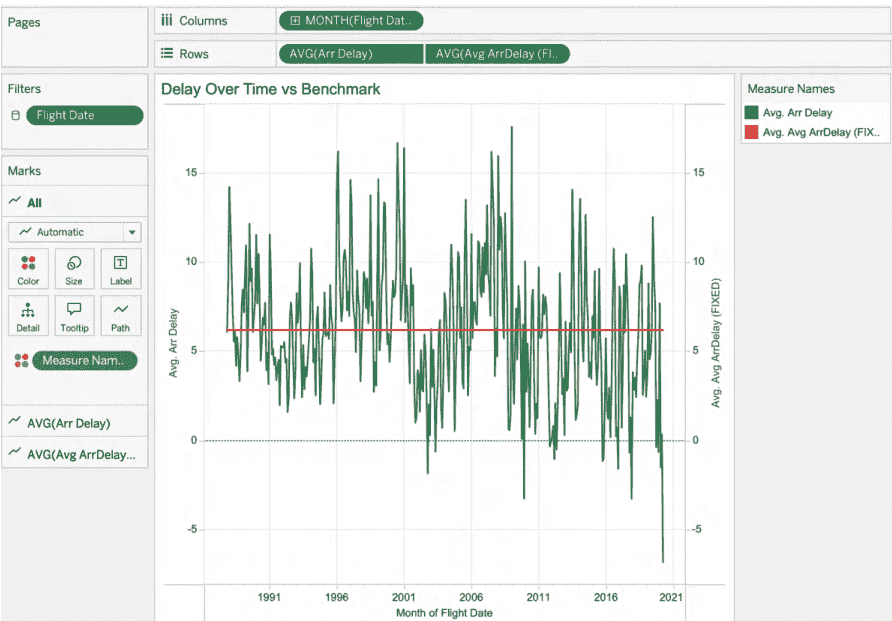 Pages
Columns
MONTH(Flight Dat..
Rows
AVG(Arr Delay)
AVG(Avg ArrDelay (FI..
Filters
Flight Date
Marks
All
Automatic
Color
Size
Label
Detail
Tooltip
Path
Measure Nam..
AVG(Arr Delay)
AVG(Avg ArrDelay...
Delay Over Time vs Benchmark
Avg. Arr Delay
15
10
5
0
-5
15
10
5
0
-5
Avg. Avg ArrDelay (FIXED)
1991 1996 2001 2006 2011 2016 2021
Month of Flight Date
Measure Names
Avg. Arr Delay
Avg. Avg ArrDelay (FIX..